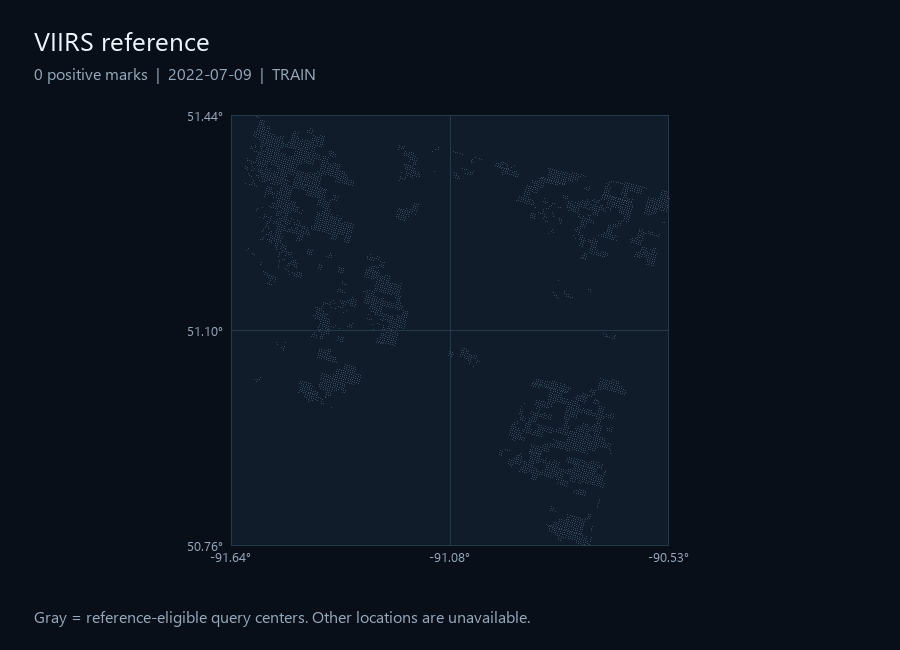 VIIRS reference
0 positive marks | 2022-07-09 | TRAIN
51.44°
51.10°
50.76°
-91.64°
-91.08°
-90.53°
Gray = reference-eligible query centers. Other locations are unavailable.